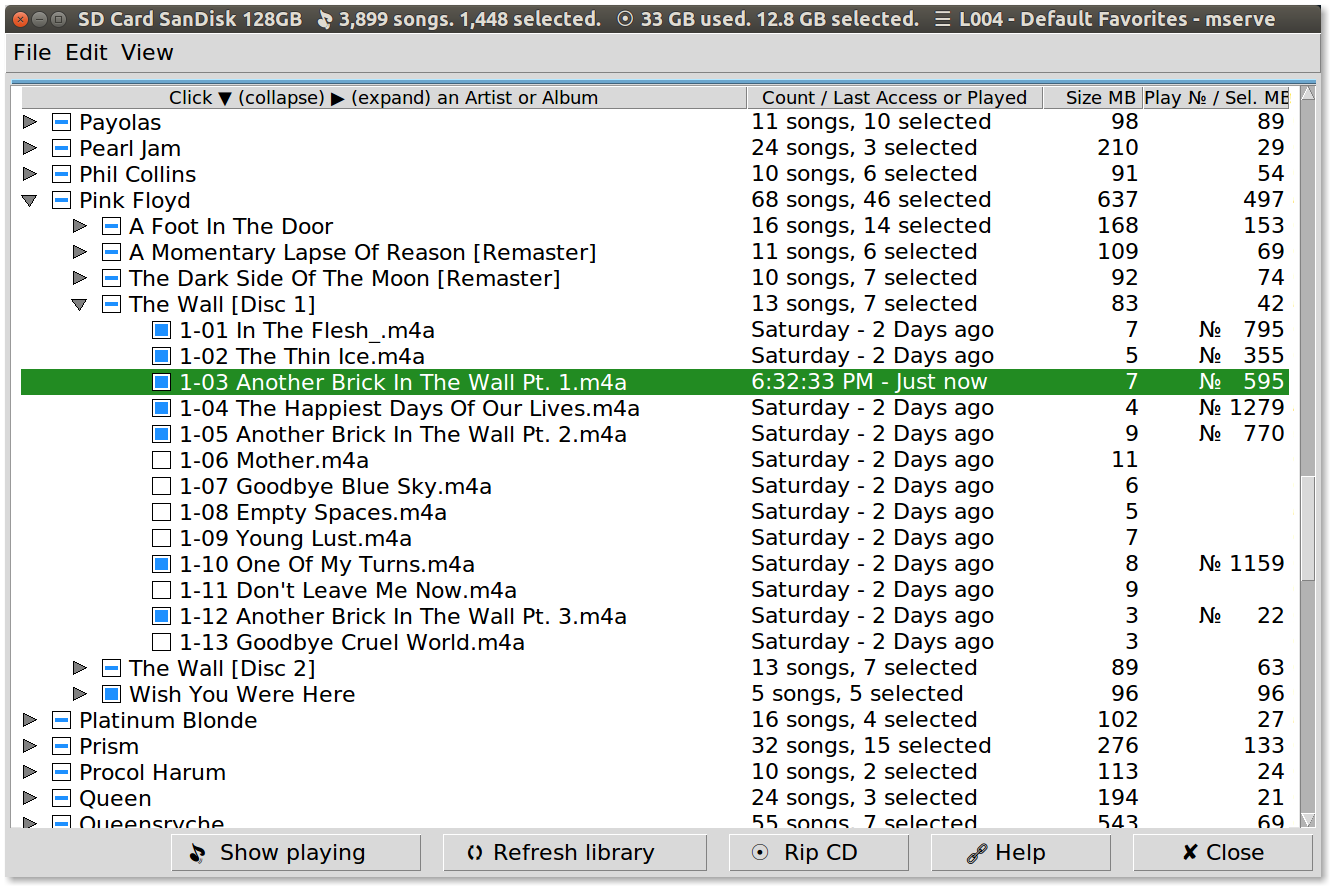 SD Card SanDisk 128GB 3,899 songs. 1,448 selected. 33 GB used. 12.8 GB selected. ☰ L004 - Default Favorites - mserve
File Edit View
Click ▼ (collapse) ▶ (expand) an Artist or Album Count / Last Access or Played Size MB Play № / Sel. MB
Payolas 11 songs, 10 selected 98 89
Pearl Jam 24 songs, 3 selected 210 29
Phil Collins 10 songs, 6 selected 91 54
Pink Floyd 68 songs, 46 selected 637 497
A Foot In The Door 16 songs, 14 selected 168 153
A Momentary Lapse Of Reason [Remaster] 11 songs, 6 selected 109 69
The Dark Side Of The Moon [Remaster] 10 songs, 7 selected 92 74
The Wall [Disc 1] 13 songs, 7 selected 83 42
1-01 In The Flesh_.m4a Saturday - 2 Days ago 7 № 795
1-02 The Thin Ice.m4a Saturday - 2 Days ago 5 № 355
1-03 Another Brick In The Wall Pt. 1.m4a 6:32:33 PM - Just now 7 № 595
1-04 The Happiest Days Of Our Lives.m4a Saturday - 2 Days ago 4 № 1279
1-05 Another Brick In The Wall Pt. 2.m4a Saturday - 2 Days ago 9 № 770
1-06 Mother.m4a Saturday - 2 Days ago 11
1-07 Goodbye Blue Sky.m4a Saturday - 2 Days ago 6
1-08 Empty Spaces.m4a Saturday - 2 Days ago 5
1-09 Young Lust.m4a Saturday - 2 Days ago 7
1-10 One Of My Turns.m4a Saturday - 2 Days ago 8 № 1159
1-11 Don't Leave Me Now.m4a Saturday - 2 Days ago 9
1-12 Another Brick In The Wall Pt. 3.m4a Saturday - 2 Days ago 3 № 22
1-13 Goodbye Cruel World.m4a Saturday - 2 Days ago 3
The Wall [Disc 2] 13 songs, 7 selected 89 63
Wish You Were Here 5 songs, 5 selected 96 96
Platinum Blonde 16 songs, 4 selected 102 27
Prism 32 songs, 15 selected 276 133
Procol Harum 10 songs, 2 selected 113 24
Queen 24 songs, 3 selected 194 21
Queensryche 55 songs, 7 selected 543 69
Show playing Refresh library Rip CD Help ✘ Close